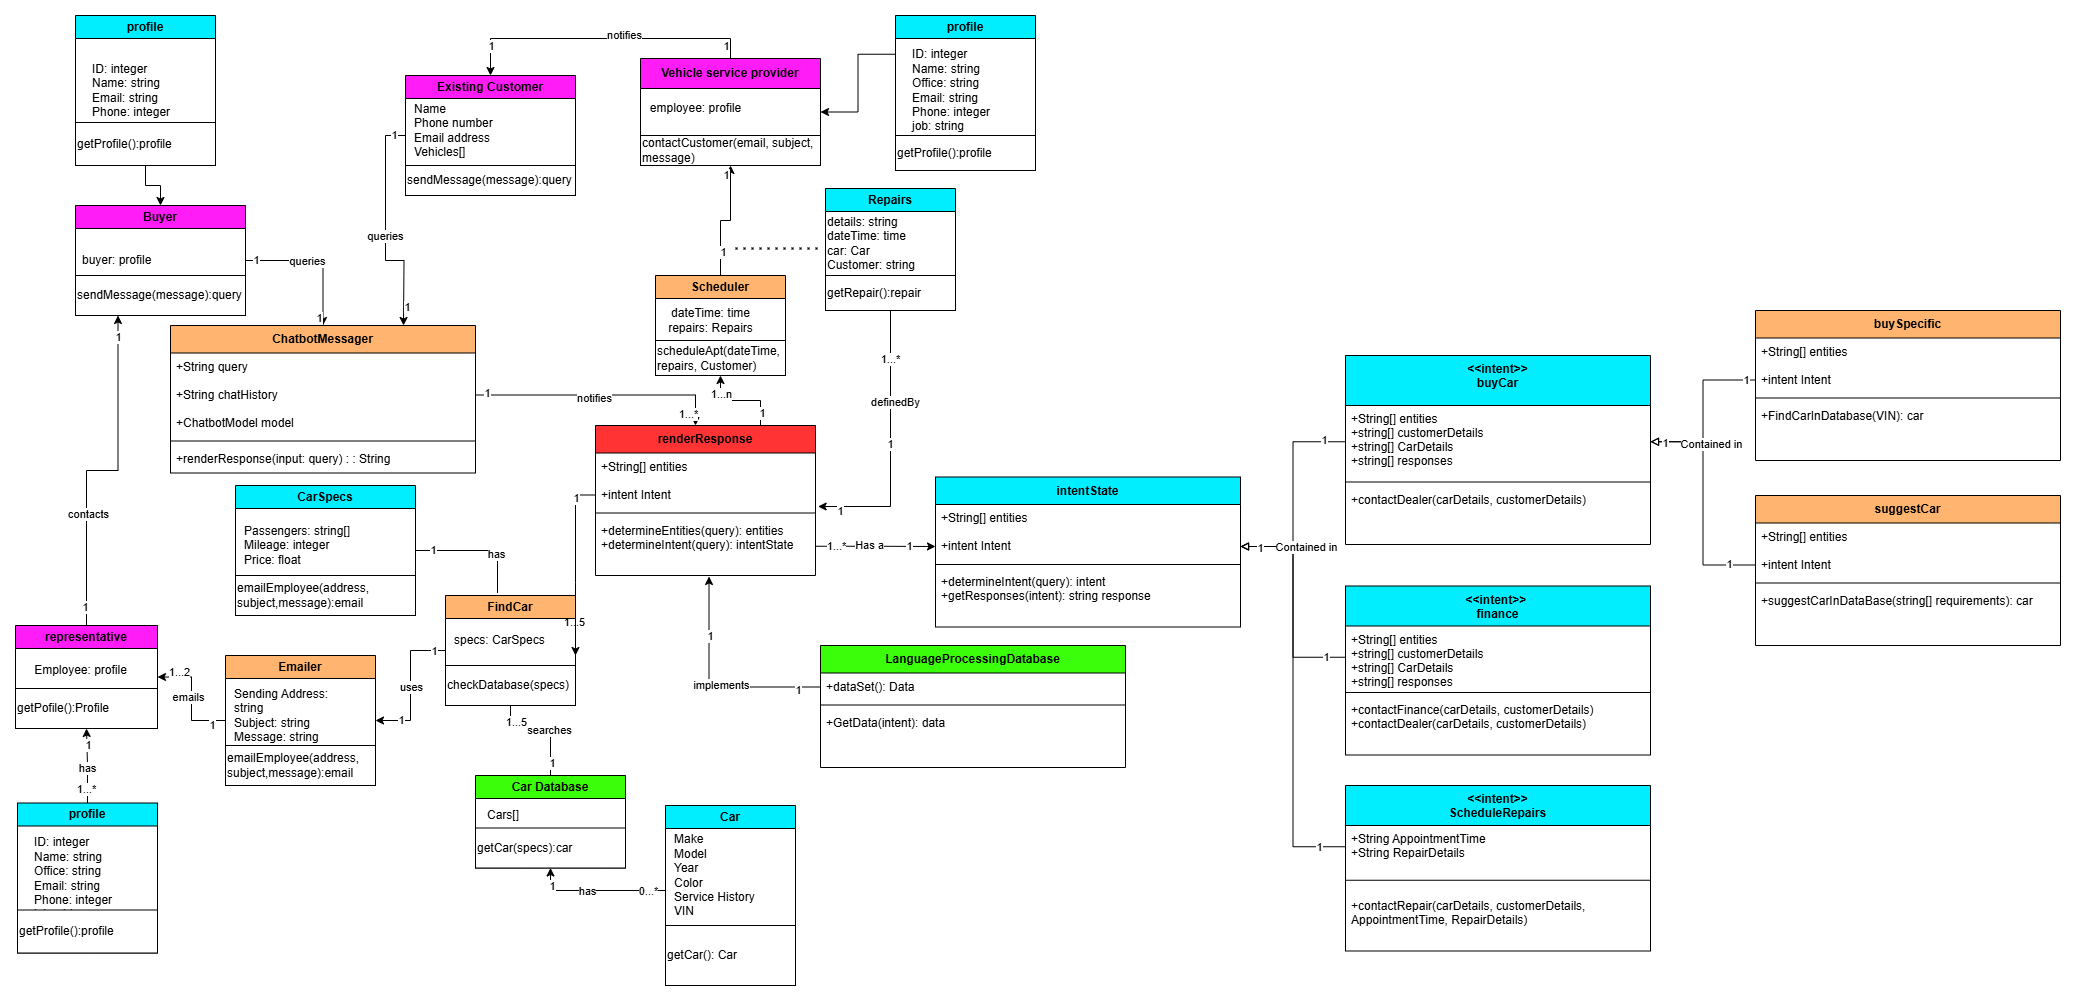 profile
ID: integer
Name: string
Email: string
Phone: integer
getProfile():profile
Buyer
buyer: profile
sendMessage(message):query
1
queries
1
1
contacts
1
notifies
1
1
Existing Customer
Name
Phone number
Email address
Vehicles[]
sendMessage(message):query
1
queries
1
Vehicle service provider
employee: profile
contactCustomer(email, subject,
message)
1
1
profile
ID: integer
Name: string
Office: string
Email: string
Phone: integer
job: string
getProfile():profile
Repairs
details: string
dateTime: time
car: Car
Customer: string
getRepair():repair
1...*
definedBy
1
1
Scheduler
dateTime: time
repairs: Repairs
scheduleApt(dateTime,
repairs, Customer)
1...n
1
ChatbotMessager
+String query
+String chatHistory
+ChatbotModel model
+renderResponse(input: query) : : String
1
notifies
1...*
renderResponse
+String[] entities
+intent Intent
+determineEntities(query): entities
+determineIntent(query): intentState
1
1...5
1...*
Has a
1
CarSpecs
Passengers: string[]
Mileage: integer
Price: float
emailEmployee(address,
subject,message):email
1
has
FindCar
specs: CarSpecs
checkDatabase(specs)
1
uses
1
1...5
searches
1
representative
Employee: profile
getPofile():Profile
1...2
emails
1
Emailer
Sending Address:
string
Subject: string
Message: string
emailEmployee(address,
subject,message):email
1
has
1...*
profile
ID: integer
Name: string
Office: string
Email: string
Phone: integer
getProfile():profile
Car Database
Cars[]
getCar(specs):car
1
has
0...*
Car
Make
Model
Year
Color
Service History
VIN
getCar(): Car
1
implements
1
LanguageProcessingDatabase
+dataSet(): Data
+GetData(intent): data
intentState
+String[] entities
+intent Intent
+determineIntent(query): intent
+getResponses(intent): string response
1
Contained in
1
1
1
<<intent>>
buyCar
+String[] entities
+string[] customerDetails
+string[] CarDetails
+string[] responses
+contactDealer(carDetails, customerDetails)
<<intent>>
finance
+String[] entities
+string[] customerDetails
+string[] CarDetails
+string[] responses
+contactFinance(carDetails, customerDetails)
+contactDealer(carDetails, customerDetails)
<<intent>>
ScheduleRepairs
+String AppointmentTime
+String RepairDetails
+contactRepair(carDetails, customerDetails,
AppointmentTime, RepairDetails)
1
Contained in
1
1
buySpecific
+String[] entities
+intent Intent
+FindCarInDatabase(VIN): car
suggestCar
+String[] entities
+intent Intent
+suggestCarInDataBase(string[] requirements): car